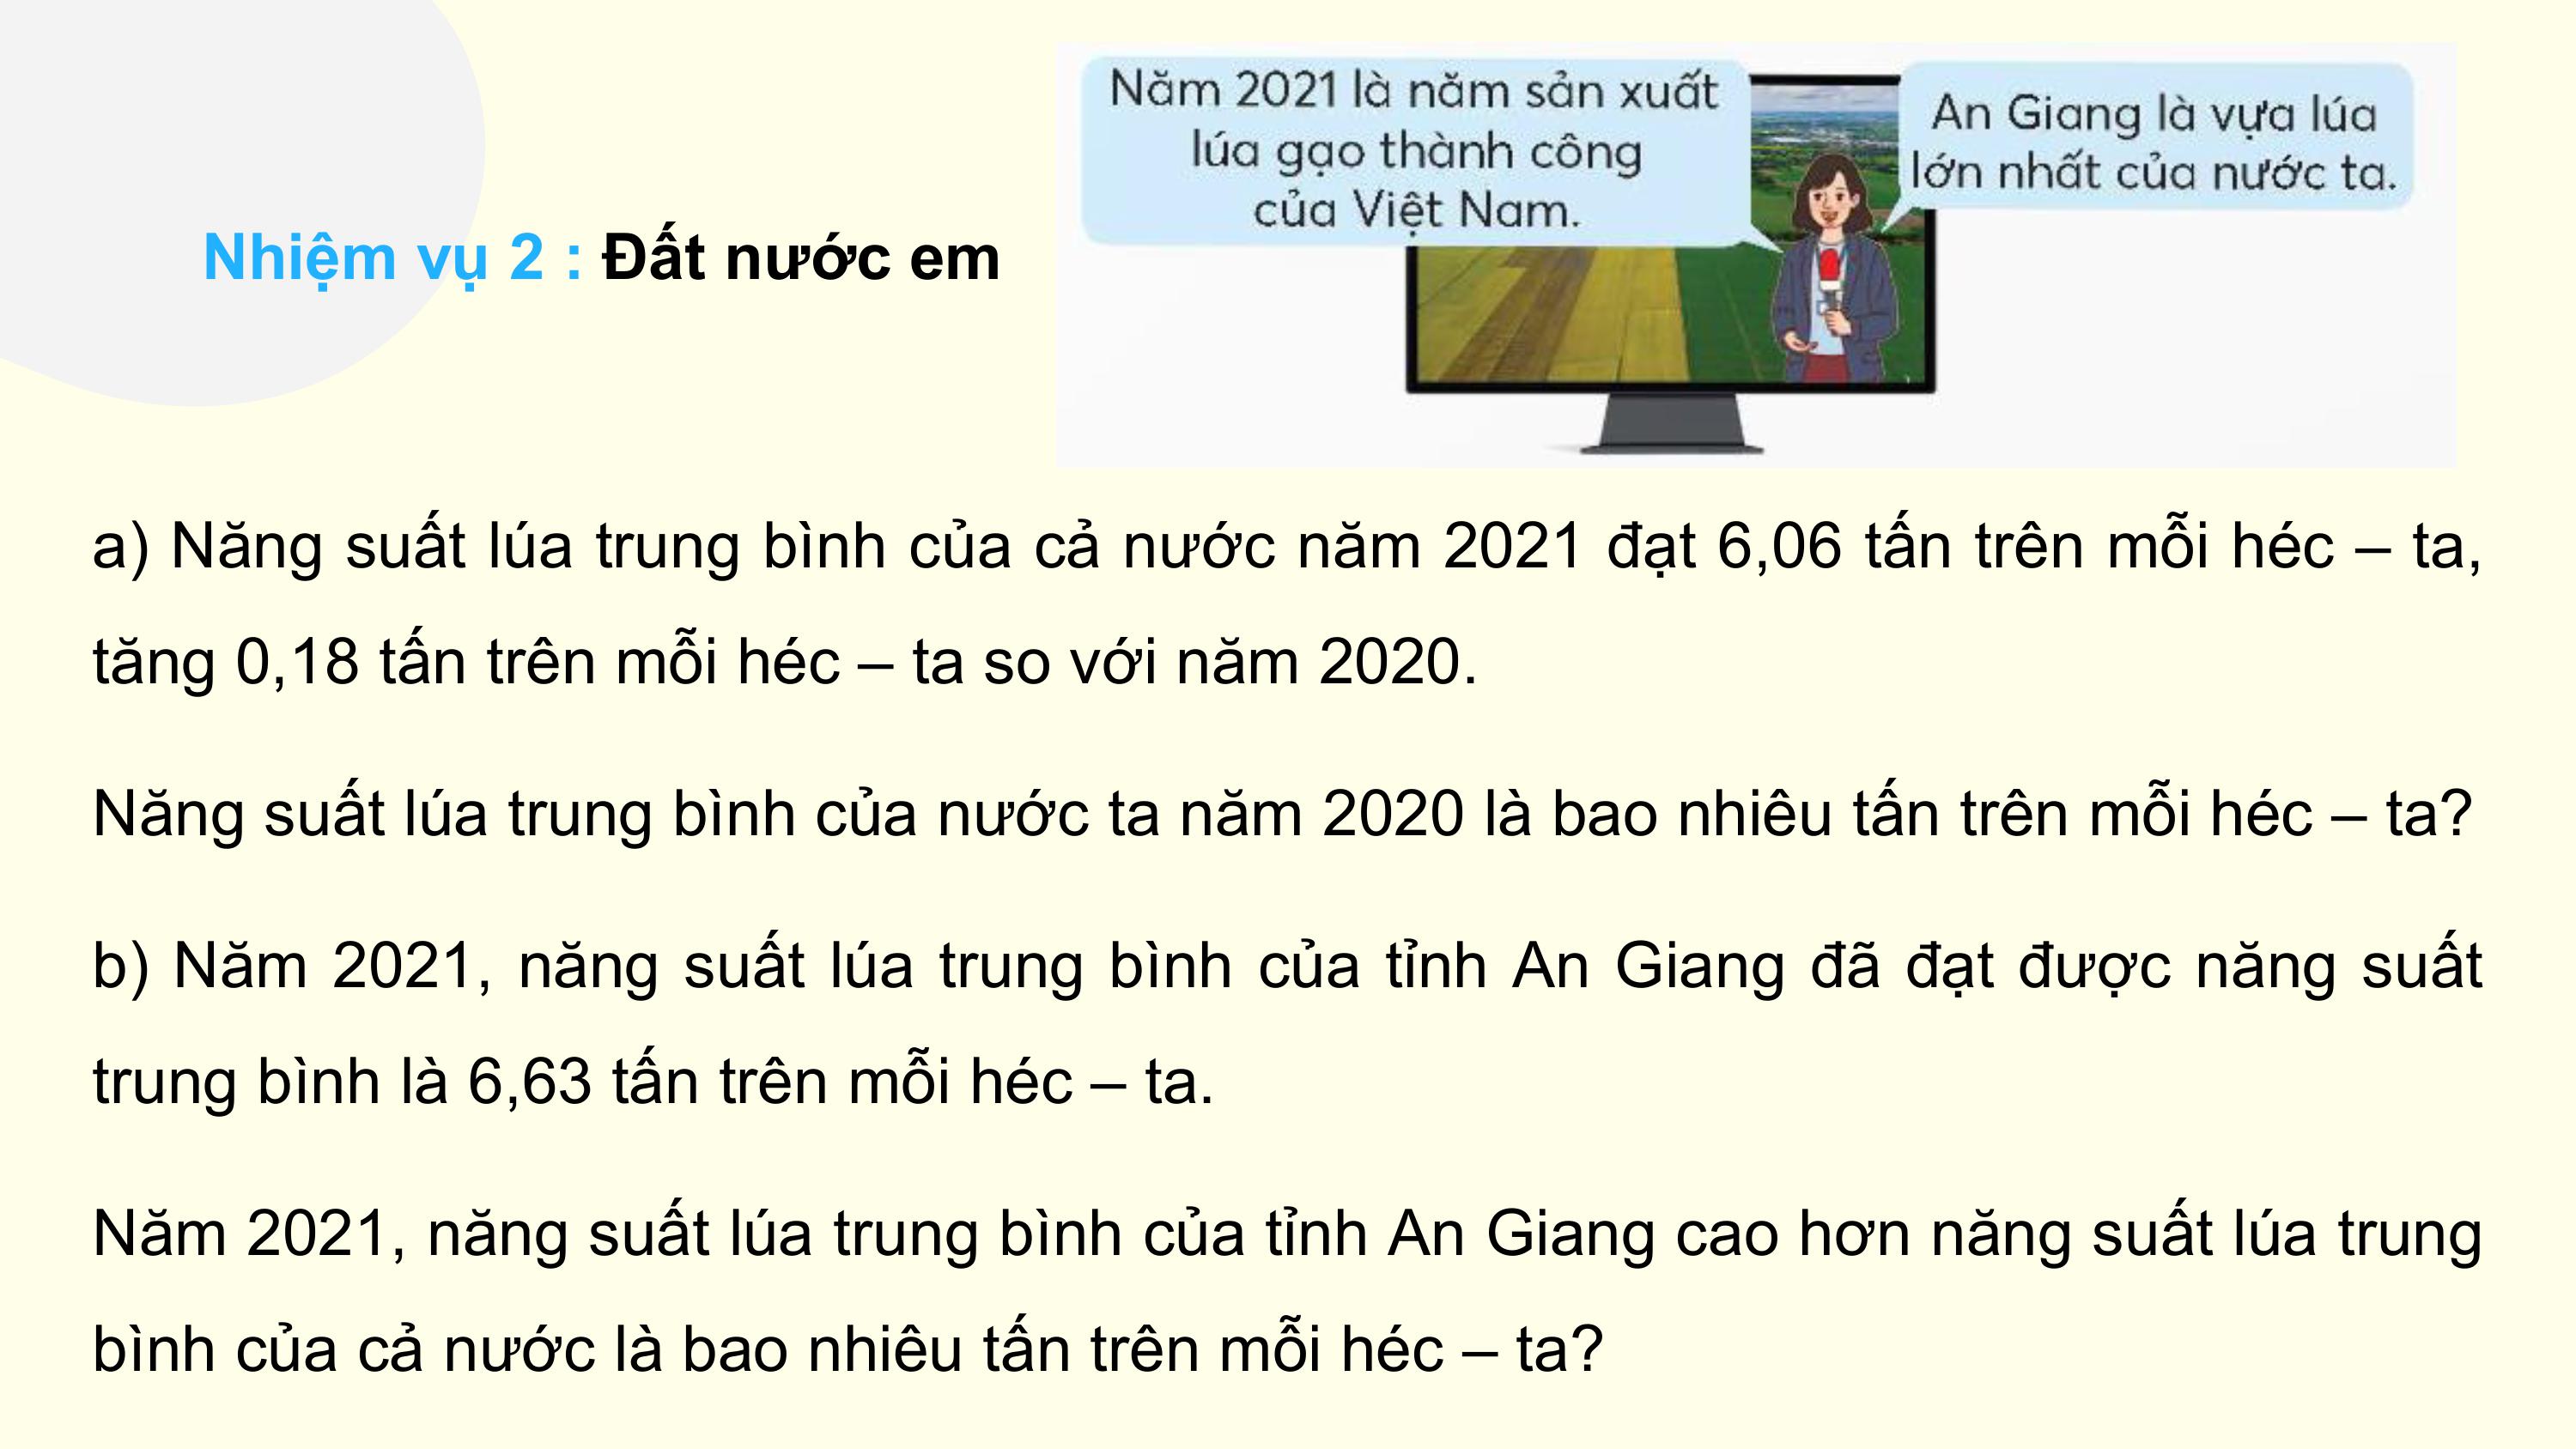 Năm 2021 là năm sản xuất
lúa gạo thành công
của Việt Nam.
An Giang là vựa lúa
lớn nhất của nước ta.
Nhiệm vụ 2 : Đất nước em
a) Năng suất lúa trung bình của cả nước năm 2021 đạt 6,06 tấn trên mỗi héc – ta,
tăng 0,18 tấn trên mỗi héc – ta so với năm 2020.
Năng suất lúa trung bình của nước ta năm 2020 là bao nhiêu tấn trên mỗi héc – ta?
b) Năm 2021, năng suất lúa trung bình của tỉnh An Giang đã đạt được năng suất
trung bình là 6,63 tấn trên mỗi héc – ta.
Năm 2021, năng suất lúa trung bình của tỉnh An Giang cao hơn năng suất lúa trung
bình của cả nước là bao nhiêu tấn trên mỗi héc – ta?